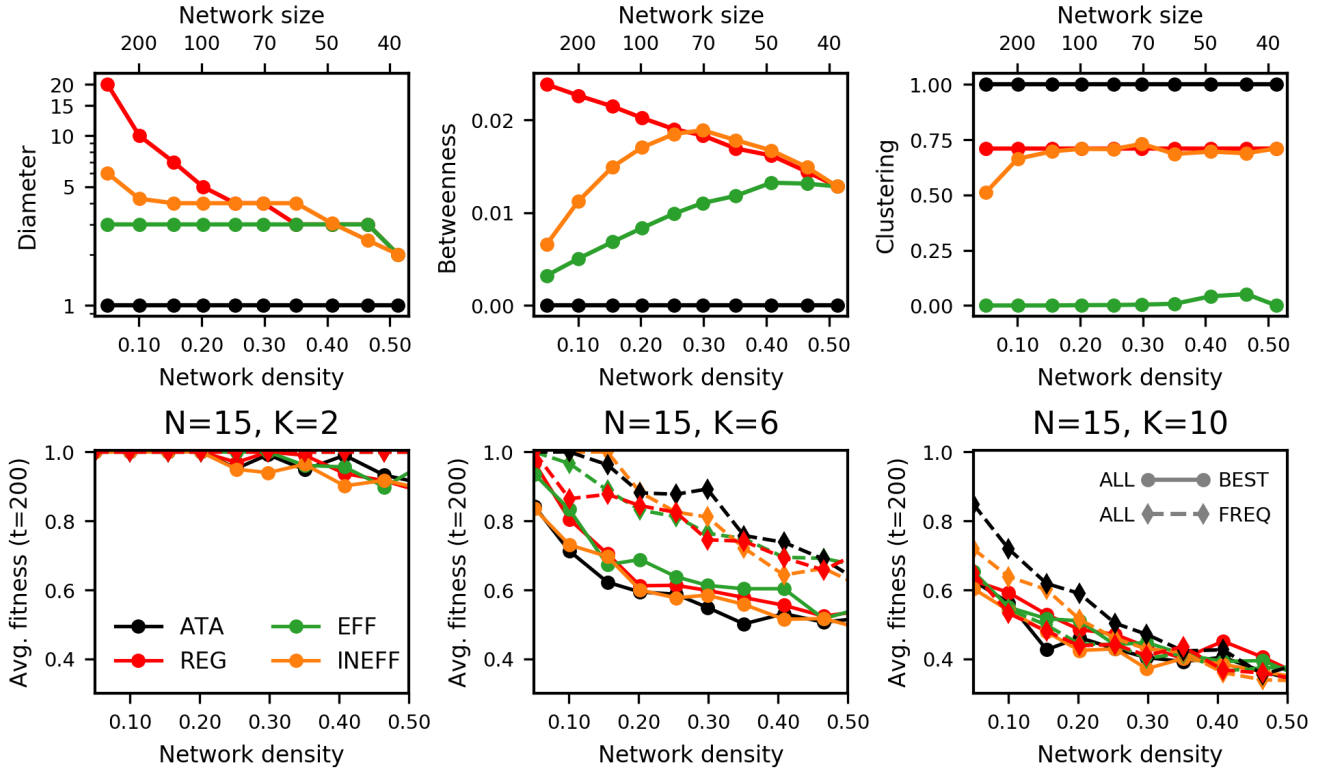 Network size
200 100 70 50 40
20
15
10
5
1
Diameter
0.10 0.20 0.30 0.40 0.50
Network density
Network size
200 100 70 50 40
0.02
0.01
0.00
Betweenness
0.10 0.20 0.30 0.40 0.50
Network density
Network size
200 100 70 50 40
1.00
0.75
0.50
0.25
0.00
Clustering
0.10 0.20 0.30 0.40 0.50
Network density
N=15, K=2
1.0
0.8
0.6
0.4
Avg. fitness (t=200)
ATA EFF
REG INEFF
0.10 0.20 0.30 0.40 0.50
Network density
N=15, K=6
1.0
0.8
0.6
0.4
Avg. fitness (t=200)
0.10 0.20 0.30 0.40 0.50
Network density
N=15, K=10
1.0
0.8
0.6
0.4
Avg. fitness (t=200)
ALL BEST
ALL FREQ
0.10 0.20 0.30 0.40 0.50
Network density